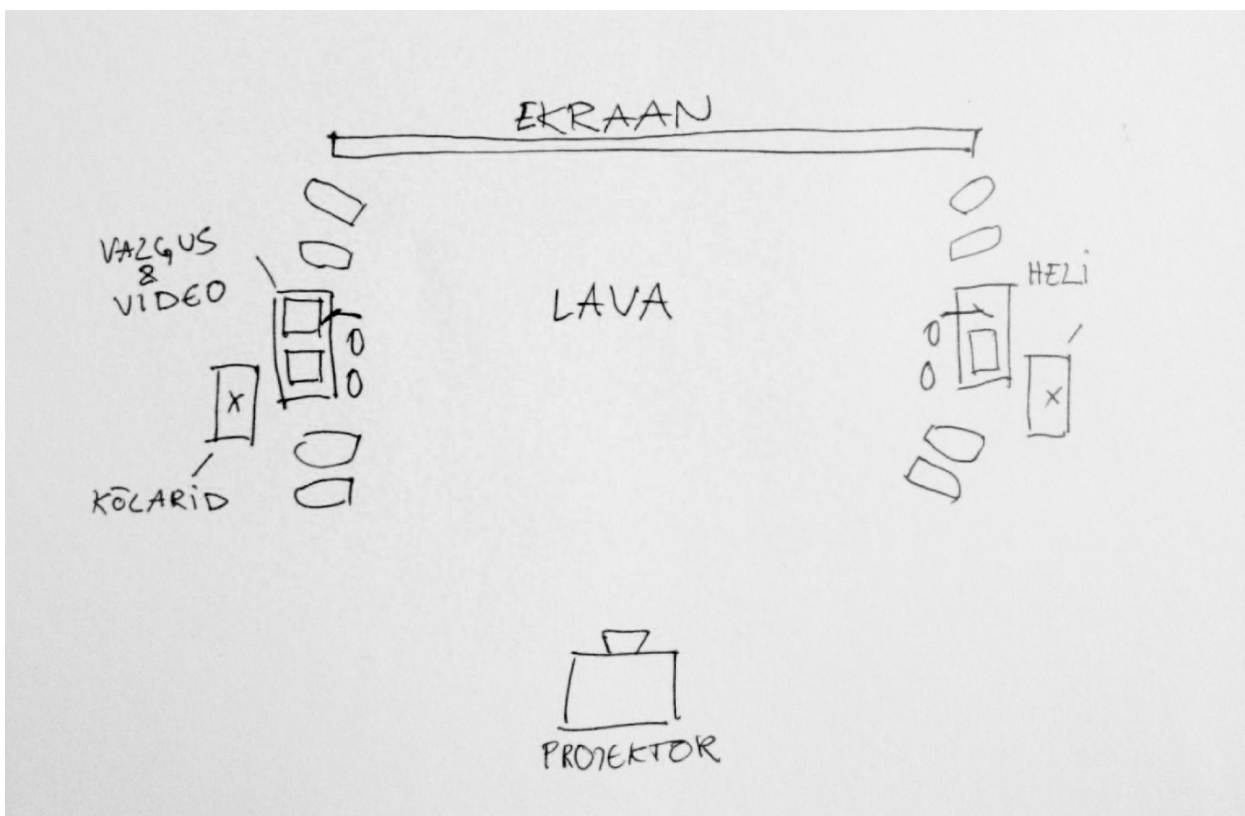 EKRAAN
VALGUS
&
VIDEO
LAVA
HELI
X
X
KÕLARID
PROJEKTOR